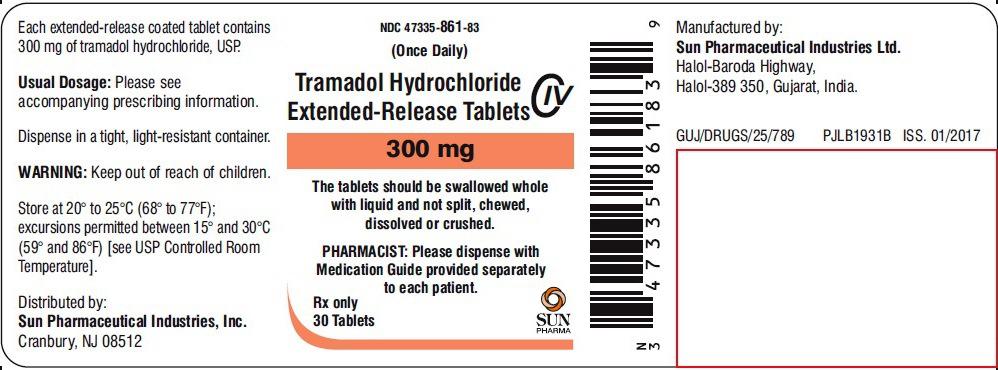 Each extended-release coated tablet contains
300 mg of tramadol hydrochloride, USP.
Usual Dosage: Please see
accompanying prescribing information.
Dispense in a tight, light-resistant container.
WARNING: Keep out of reach of children.
Store at 20° to 25°C (68° to 77°F);
excursions permitted between 15° and 30°C
(59° and 86°F) [see USP Controlled Room
Temperature].
Distributed by:
Sun Pharmaceutical Industries, Inc.
Cranbury, NJ 08512
NDC 47335-861-83
(Once Daily)
Tramadol Hydrochloride
Extended-Release Tablets
CIV
300 mg
The tablets should be swallowed whole
with liquid and not split, chewed,
dissolved or crushed.
PHARMACIST: Please dispense with
Medication Guide provided separately
to each patient.
Rx only
30 Tablets
SUN
PHARMA
N
3 47335 86183 9
Manufactured by:
Sun Pharmaceutical Industries Ltd.
Halol-Baroda Highway,
Halol-389 350, Gujarat, India.
GUJ/DRUGS/25/789 PJLB1931B ISS. 01/2017